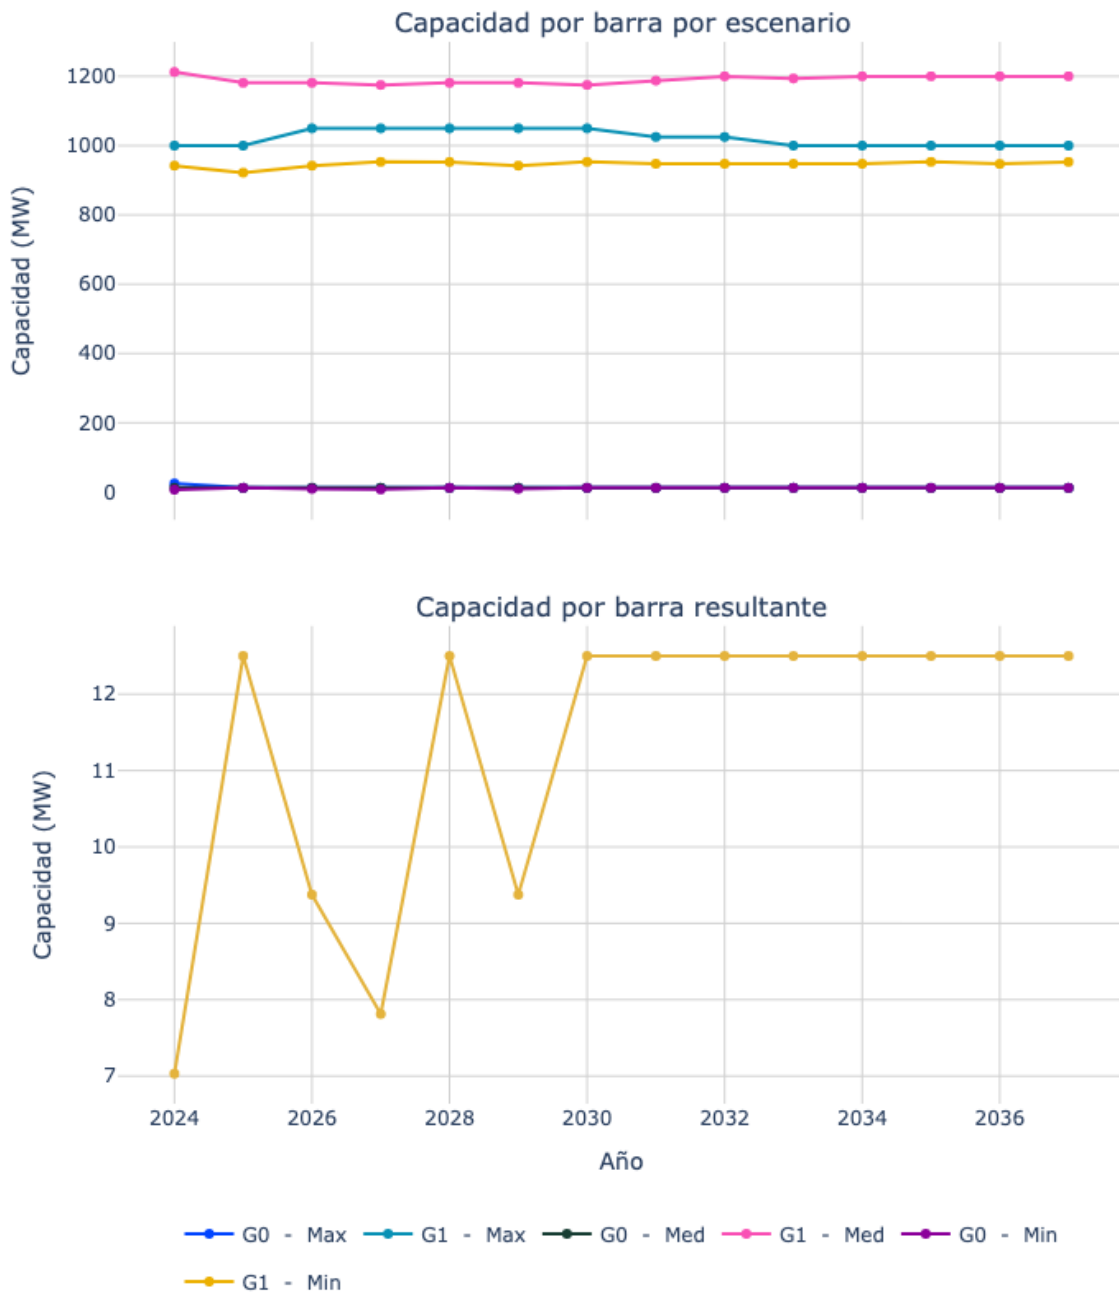 Capacidad por barra por escenario
Capacidad (MW)
1200
1000
800
600
400
200
0
Capacidad por barra resultante
Capacidad (MW)
12
11
10
9
8
7
2024 2026 2028 2030 2032 2034 2036
Año
G0 - Max G1 - Max G0 - Med G1 - Med G0 - Min
G1 - Min